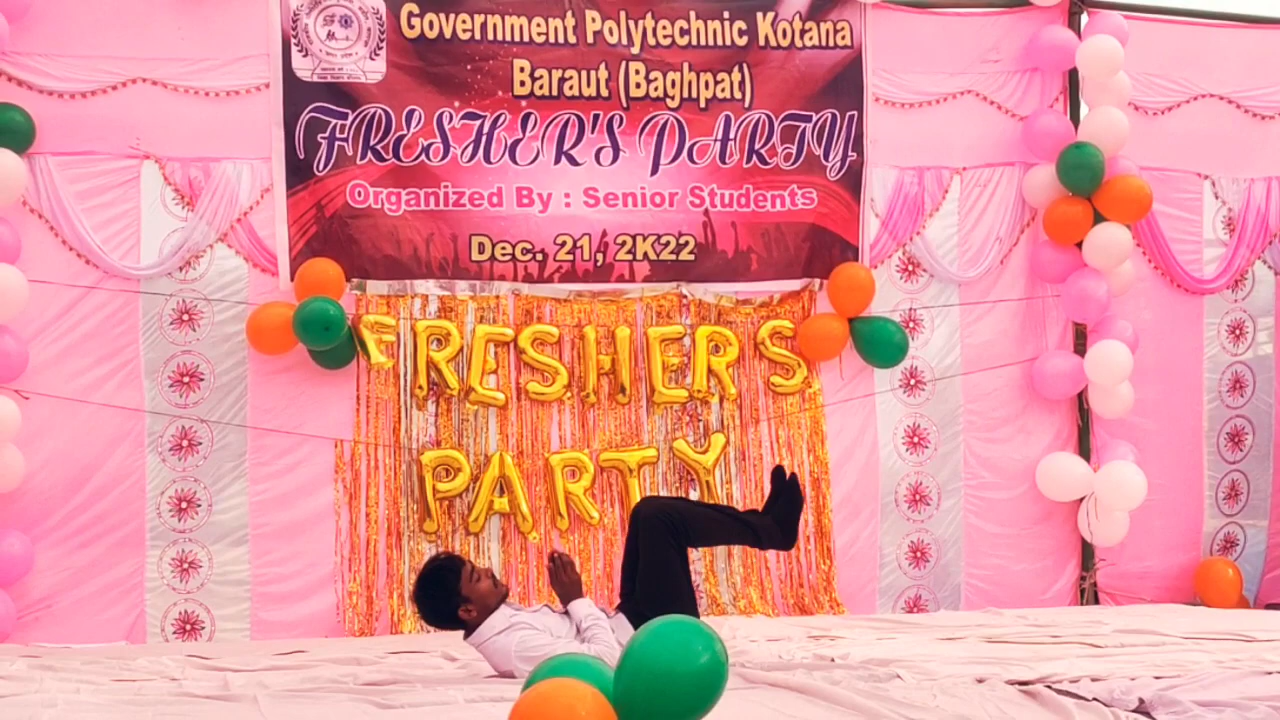 Government Polytechnic Kotana
Baraut (Baghpat)
FRESHER'S PARTY
Organized By : Senior Students
Dec. 21, 2K22
FRESHERS
PARTY